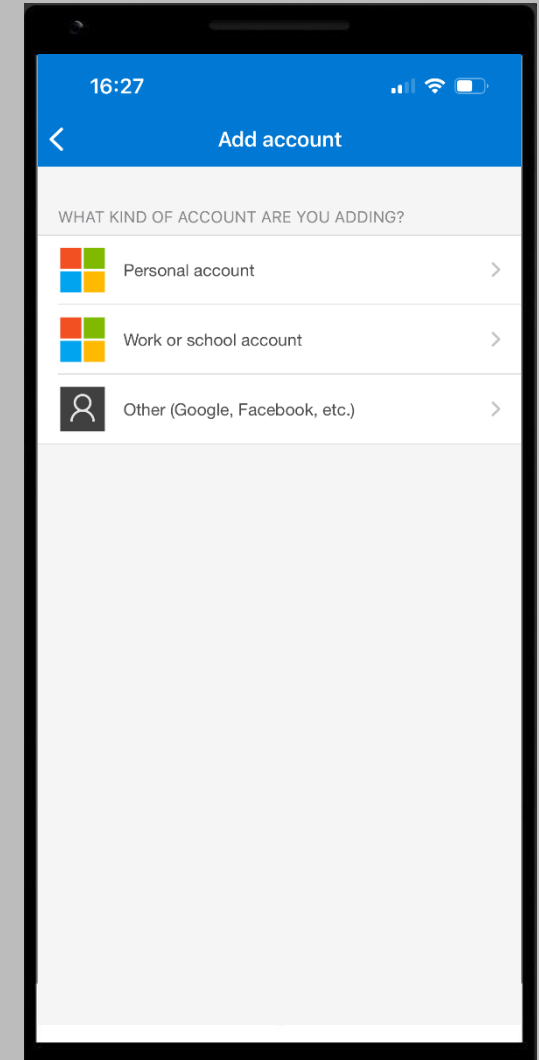 16:27
Add account
WHAT KIND OF ACCOUNT ARE YOU ADDING?
Personal account
Work or school account
Other (Google, Facebook, etc.)